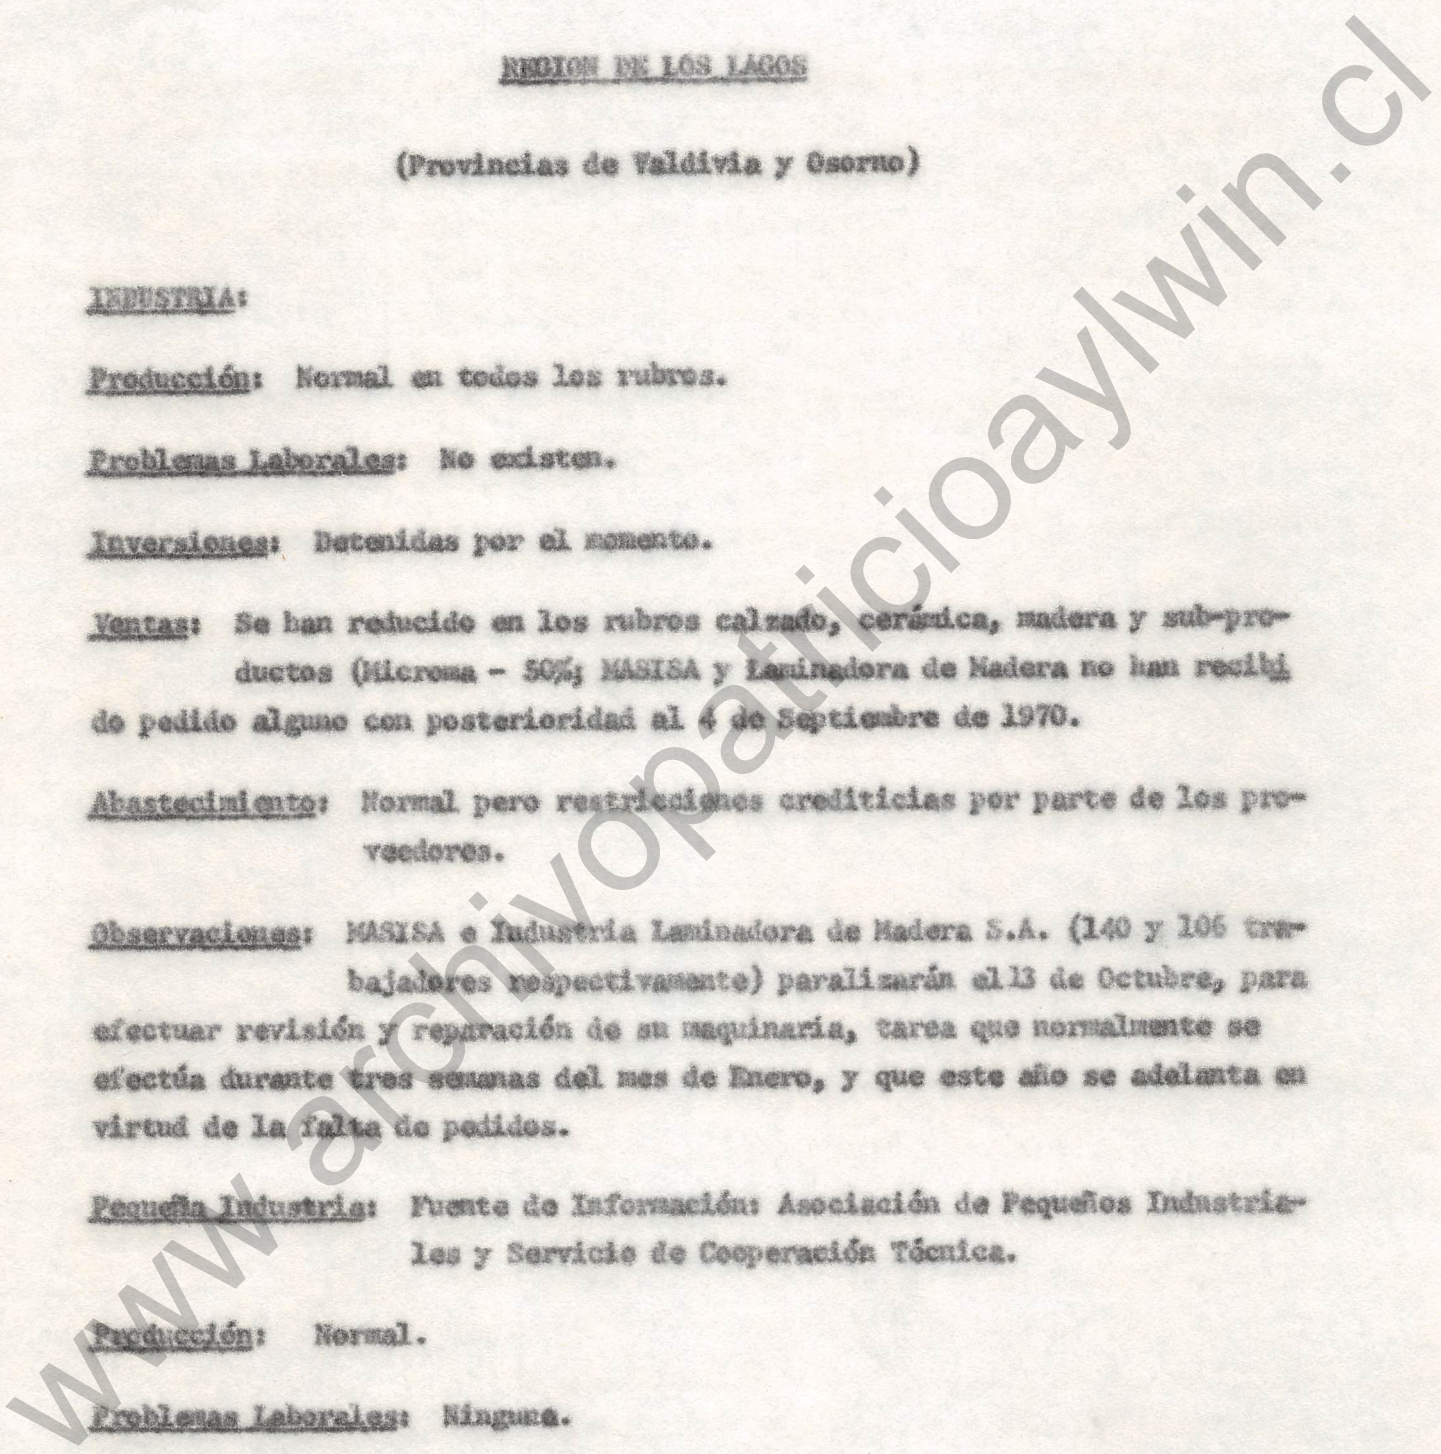 REGION DE LOS LAGOS
(Provincias de Valdivia y Osorno)
INDUSTRIA:
Producción: Normal en todos los rubros.
Problemas Laborales: No existen.
Inversiones: Detenidas por el momento.
Ventas: Se han reducido en los rubros calzado, cerámica, madera y sub-pro-
ductos (Microma - 50%; MASISA y Laminadora de Madera no han recibi
do pedido alguno con posterioridad al 4 de Septiembre de 1970.
Abastecimiento: Normal pero restricciones crediticias por parte de los pro-
veedores.
Observaciones: MASISA e Industria Laminadora de Madera S.A. (140 y 106 tra-
bajadores respectivamente) paralizarán el 13 de Octubre, para
efectuar revisión y reparación de su maquinaria, tarea que normalmente se
efectúa durante tres semanas del mes de Enero, y que este año se adelanta en
virtud de la falta de pedidos.
Pequeña Industria: Fuente de Información: Asociación de Pequeños Industria-
les y Servicio de Cooperación Técnica.
Producción: Normal.
Problemas Laborales: Ninguna.
www.archivopatricioaylwin.cl